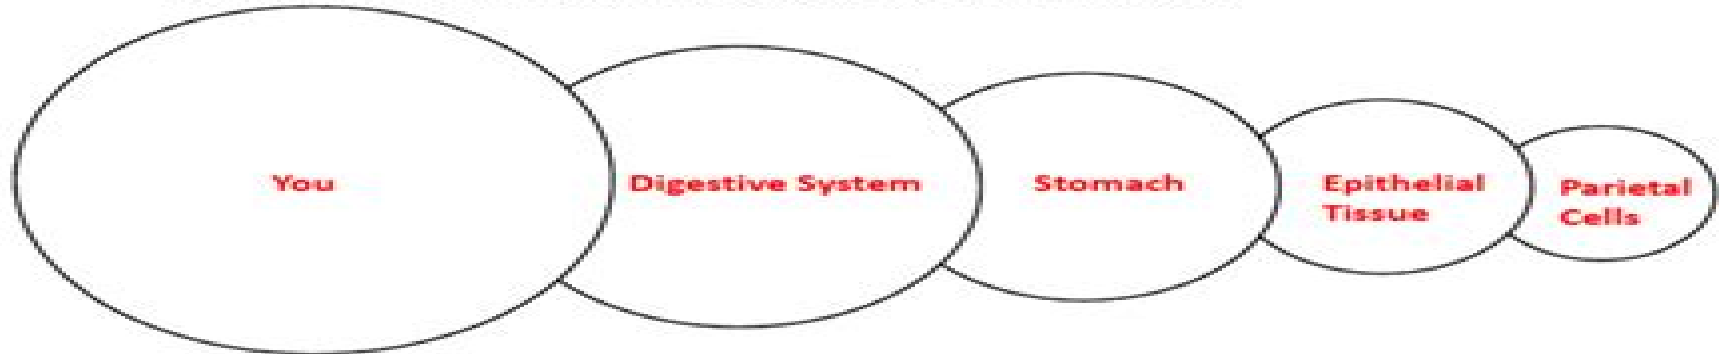 You
Digestive System
Stomach
Epithelial
Tissue
Parietal
Cells